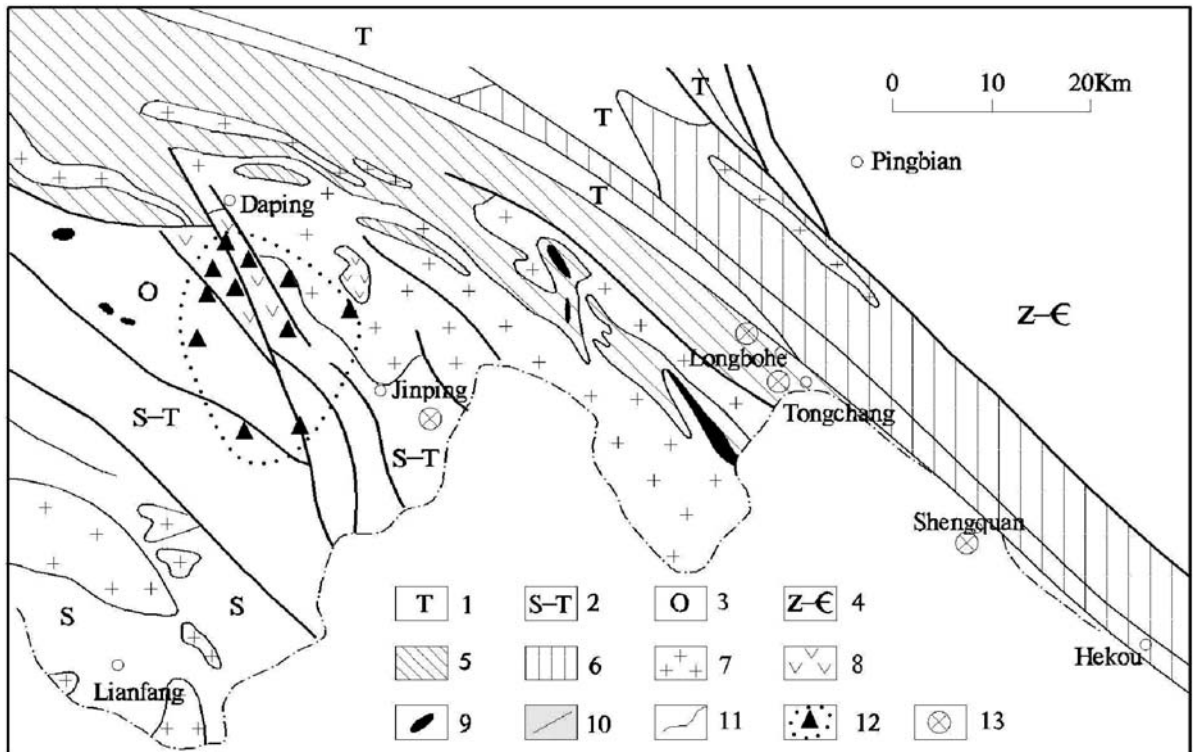 T
T
T
T
0 10 20Km
Pingbian
Daping
O
Z-Є
Longbohe
Jinping
Tongchang
S-T
S-T
Shengquan
S
S
Hekou
Lianfang
T 1 S-T 2 O 3 Z-Є 4
5 6 7 8
9 10 11 12 13